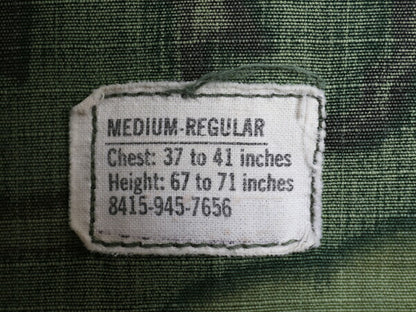 MEDIUM-REGULAR
Chest: 37 to 41 inches
Height: 67 to 71 inches
8415-945-7656